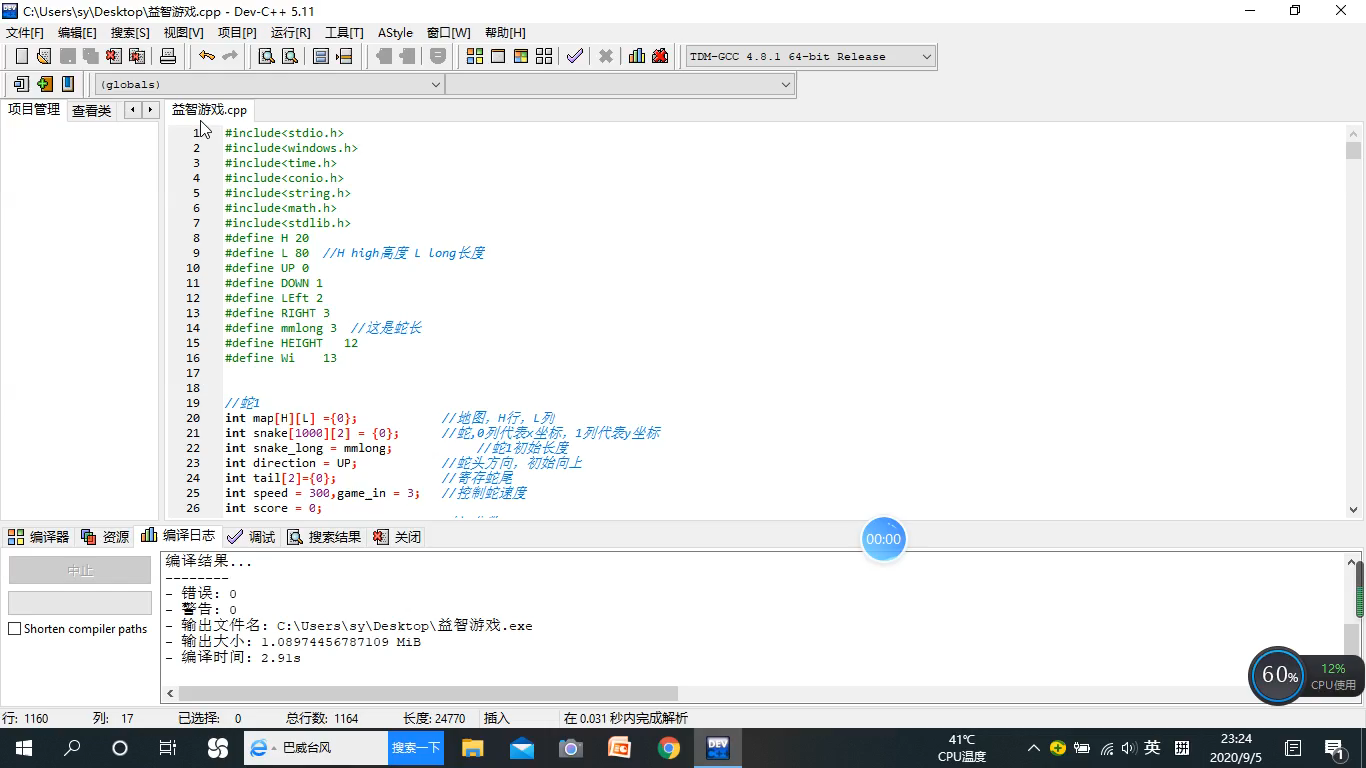 C:\Users\sy\Desktop\益智游戏.cpp - Dev-C++ 5.11
文件[F] 编辑[E] 搜索[S] 视图[V] 项目[P] 运行[R] 工具[T] AStyle 窗口[W] 帮助[H]
TDM-GCC 4.8.1 64-bit Release
(globals)
项目管理 查看类 益智游戏.cpp
1 #include<stdio.h>
2 #include<windows.h>
3 #include<time.h>
4 #include<conio.h>
5 #include<string.h>
6 #include<math.h>
7 #include<stdlib.h>
8 #define H 20
9 #define L 80 //H high高度 L long长度
10 #define UP 0
11 #define DOWN 1
12 #define LEft 2
13 #define RIGHT 3
14 #define mmlong 3 //这是蛇长
15 #define HEIGHT 12
16 #define Wi 13
17
18
19 //蛇1
20 int map[H][L] ={0}; //地图，H行，L列
21 int snake[1000][2] = {0}; //蛇,0列代表x坐标，1列代表y坐标
22 int snake_long = mmlong; //蛇1初始长度
23 int direction = UP; //蛇头方向，初始向上
24 int tail[2]={0}; //寄存蛇尾
25 int speed = 300,game_in = 3; //控制蛇速度
26 int score = 0;
编译器 资源 编译日志 调试 搜索结果 关闭
中止
Shorten compiler paths
编译结果...
--------
- 错误: 0
- 警告: 0
- 输出文件名: C:\Users\sy\Desktop\益智游戏.exe
- 输出大小: 1.08974456787109 MiB
- 编译时间: 2.91s
00:00
60% 12%
CPU使用
行: 1160 列: 17 已选择: 0 总行数: 1164 长度: 24770 插入 在 0.031 秒内完成解析
巴威台风 搜索一下
DEV
41℃
CPU温度
英 拼
23:24
2020/9/5
1